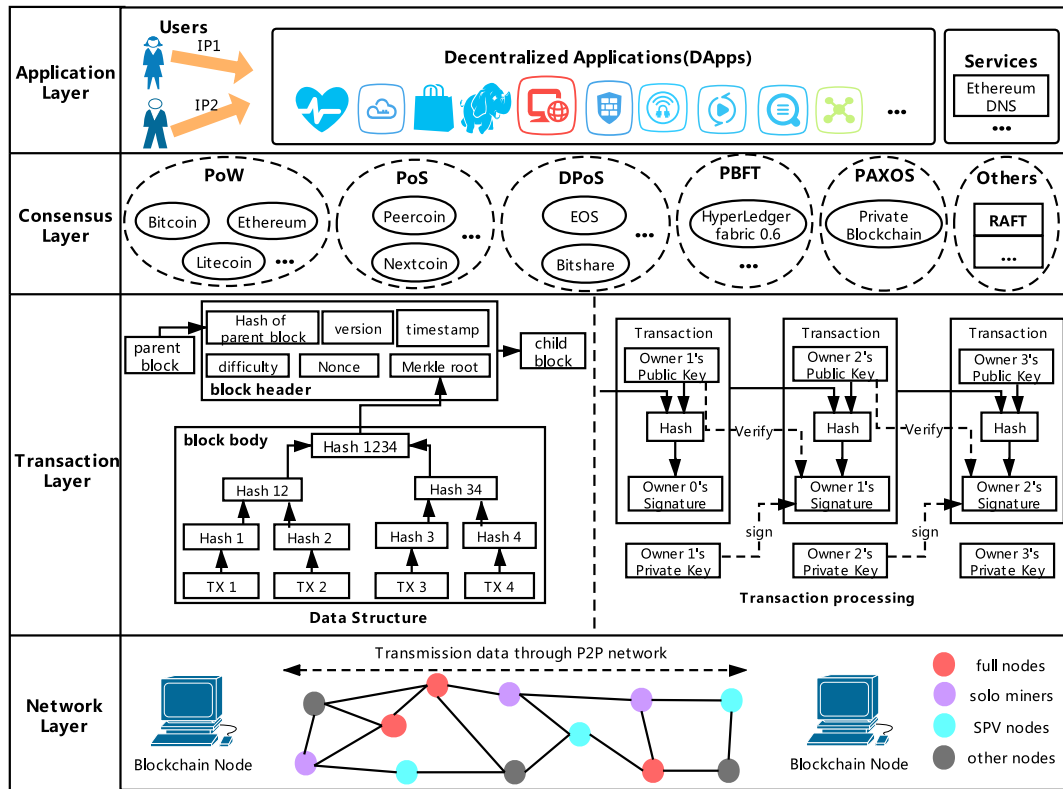 Application
Layer
Users
IP1
IP2
Decentralized Applications(DApps)
...
Services
Ethereum
DNS
...
Consensus
Layer
PoW
Bitcoin
Ethereum
Litecoin
...
PoS
Peercoin
...
Nextcoin
DPoS
EOS
...
Bitshare
PBFT
HyperLedger
fabric 0.6
...
PAXOS
Private
Blockchain
Others
RAFT
...
Transaction
Layer
parent
block
Hash of
parent block
version
timestamp
difficulty
Nonce
Merkle root
block header
child
block
block body
Hash 1234
Hash 12
Hash 34
Hash 1
Hash 2
Hash 3
Hash 4
TX 1
TX 2
TX 3
TX 4
Data Structure
Transaction
Owner 1's
Public Key
Hash
Verify
Owner 0's
Signature
sign
Owner 1's
Private Key
Transaction
Owner 2's
Public Key
Hash
Verify
Owner 1's
Signature
sign
Owner 2's
Private Key
Transaction
Owner 3's
Public Key
Hash
Owner 2's
Signature
Owner 3's
Private Key
Transaction processing
Network
Layer
Blockchain Node
Transmission data through P2P network
Blockchain Node
full nodes
solo miners
SPV nodes
other nodes